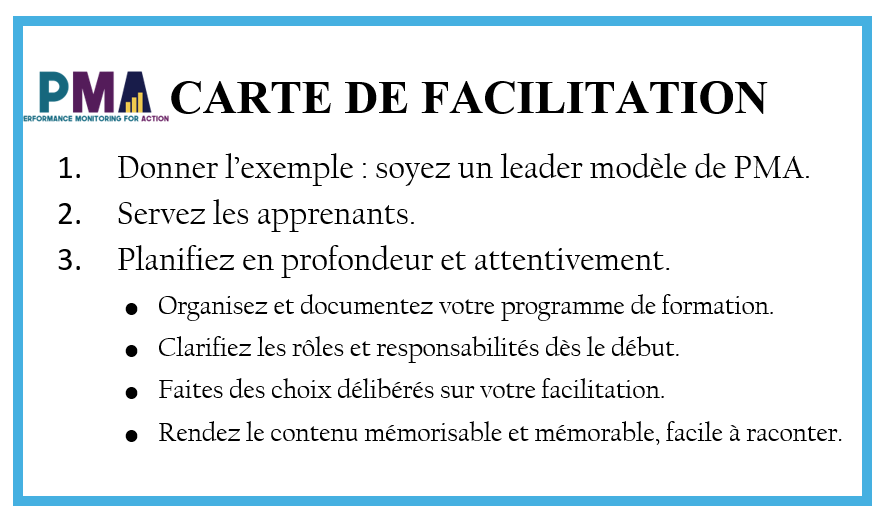 PMA
ERFORMANCE MONITORING FOR ACTION
CARTE DE FACILITATION
1. Donner l'exemple : soyez un leader modèle de PMA.
2. Servez les apprenants.
3. Planifiez en profondeur et attentivement.
● Organisez et documentez votre programme de formation.
● Clarifiez les rôles et responsabilités dès le début.
● Faites des choix délibérés sur votre facilitation.
● Rendez le contenu mémorisable et mémorable, facile à raconter.